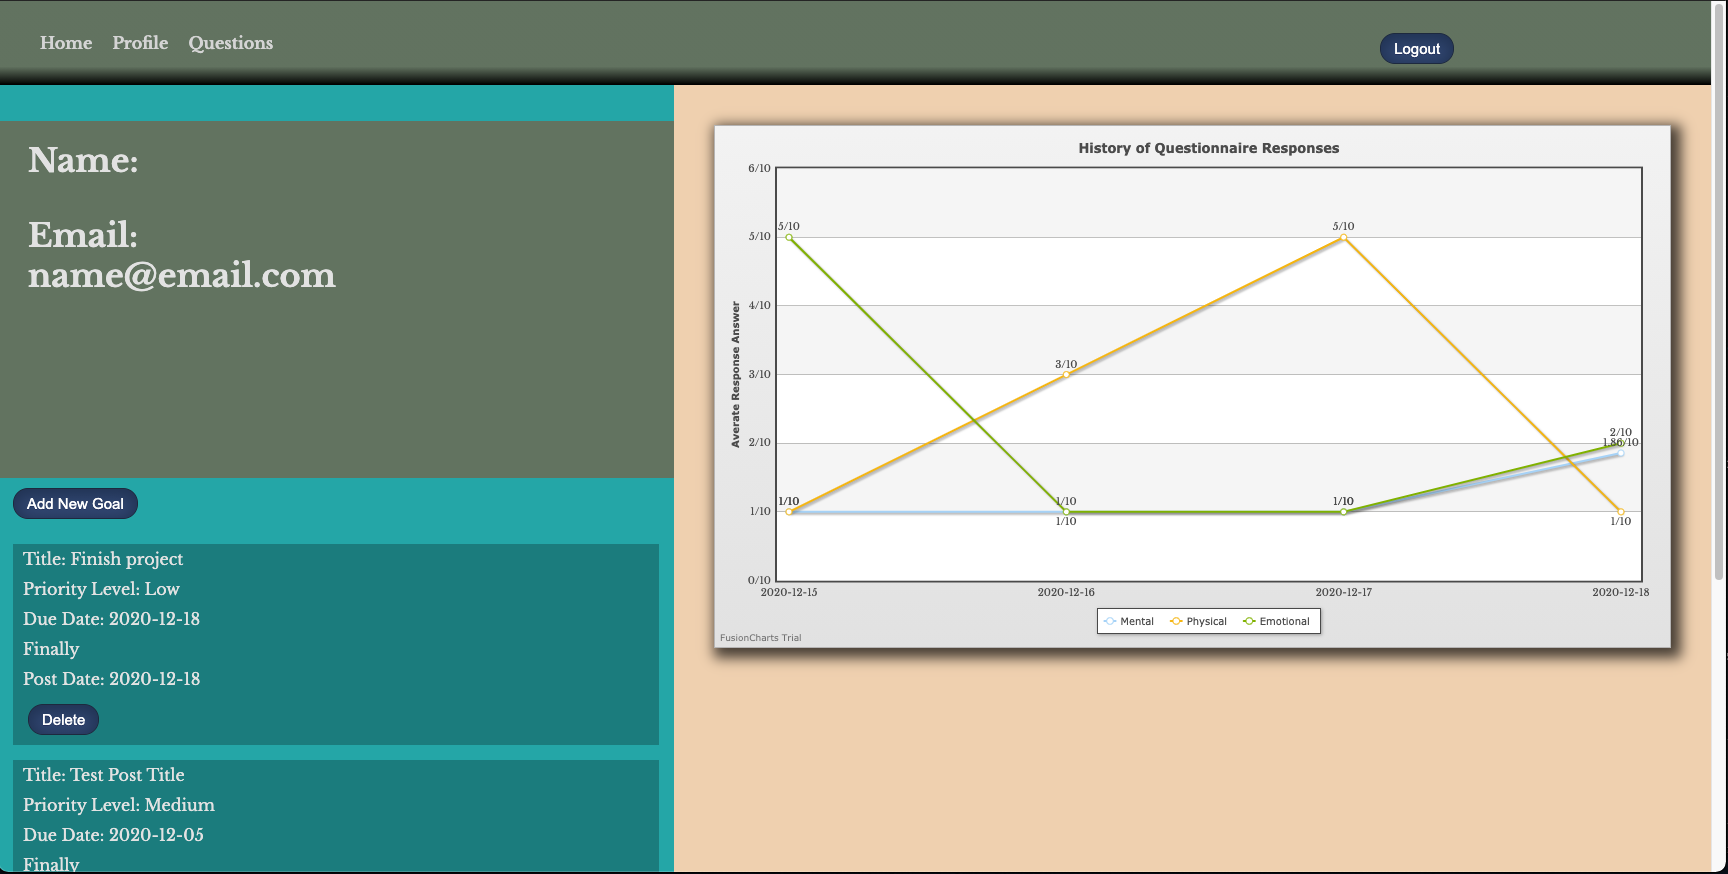 Home Profile Questions
Logout
Name:
Email:
name@email.com
Add New Goal
Title: Finish project
Priority Level: Low
Due Date: 2020-12-18
Finally
Post Date: 2020-12-18
Delete
Title: Test Post Title
Priority Level: Medium
Due Date: 2020-12-05
Finally
History of Questionnaire Responses
Averate Response Answer
6/10
5/10
4/10
3/10
2/10
1/10
0/10
5/10
5/10
3/10
2/10
1.86/10
1/10
1/10
1/10
1/10
1/10
2020-12-15 2020-12-16 2020-12-17 2020-12-18
Mental Physical Emotional
FusionCharts Trial